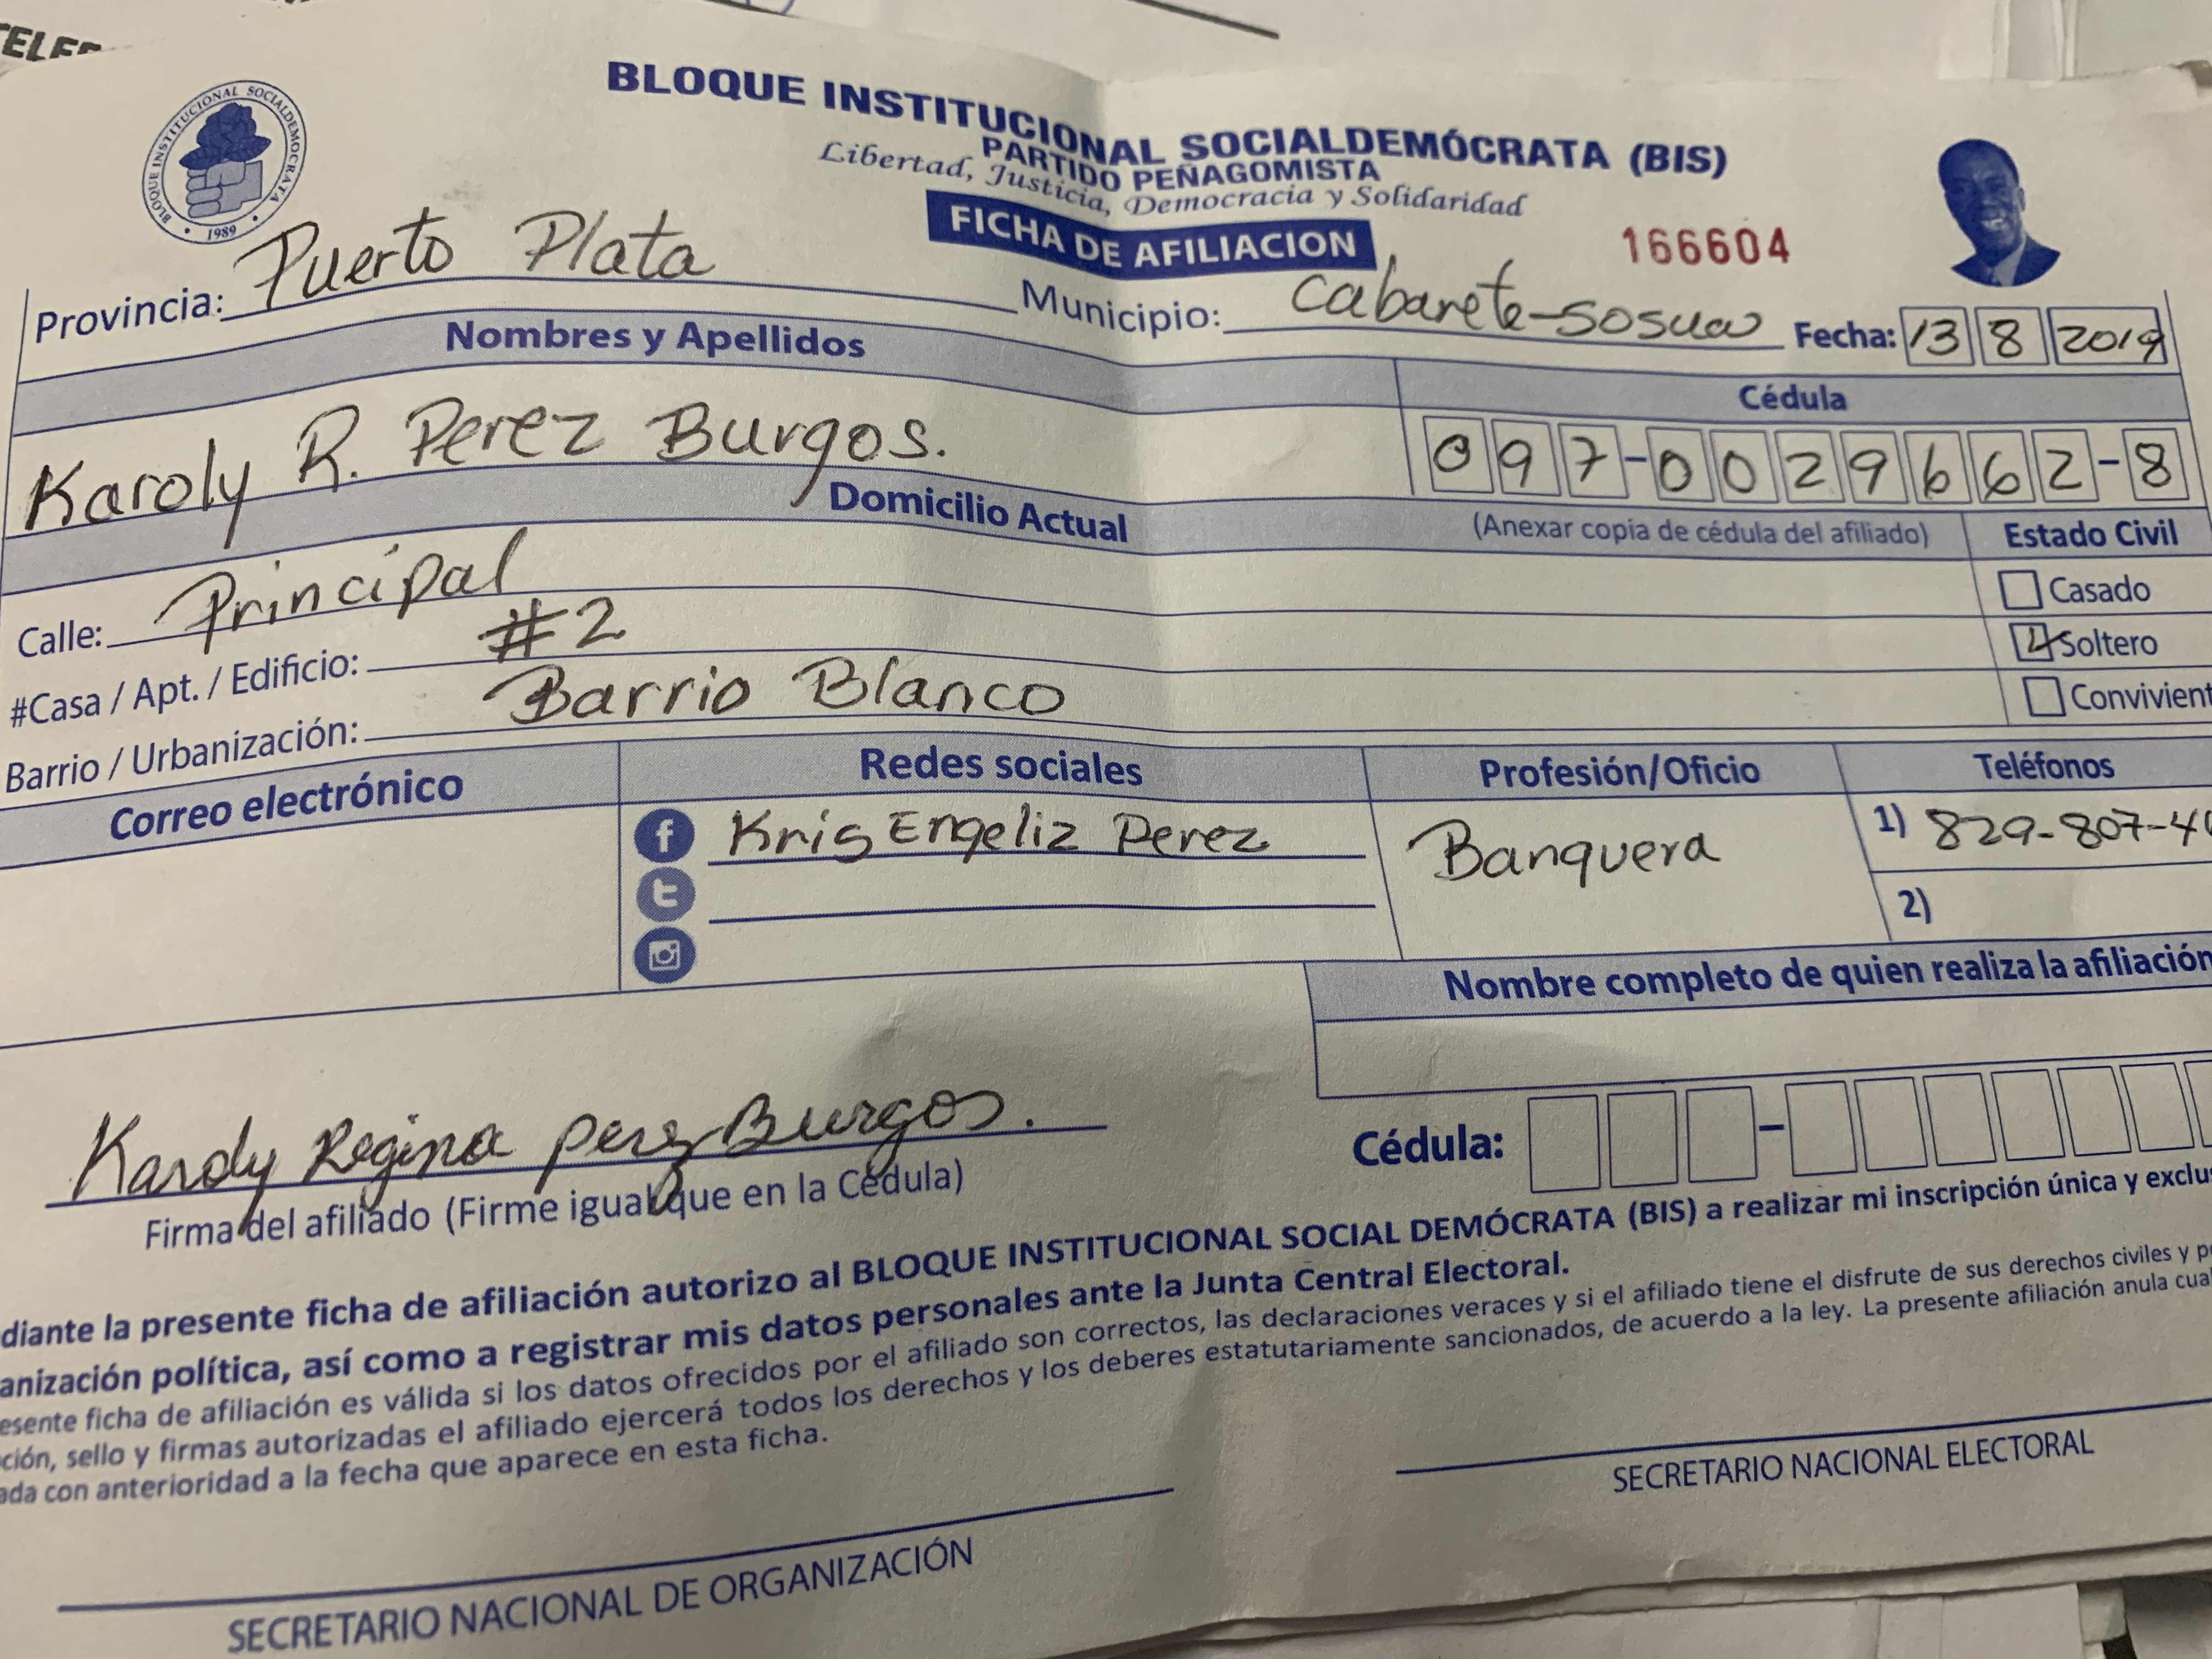 BLOQUE INSTITUCIONAL SOCIALDEMOCRATA
1989
BLOQUE INSTITUCIONAL SOCIALDEMÓCRATA (BIS)
PARTIDO PEÑAGOMISTA
Libertad, Justicia, Democracia y Solidaridad
FICHA DE AFILIACION
166604
Provincia: Puerto Plata Municipio: Cabarete-Sosua Fecha: 13 8 2019
Nombres y Apellidos Cédula
Karoly R. Perez Burgos. 097-0029662-8
Domicilio Actual (Anexar copia de cédula del afiliado) Estado Civil
Calle: Principal Casado
#Casa / Apt. / Edificio: #2 Soltero
Barrio / Urbanización: Barrio Blanco Convivient
Correo electrónico Redes sociales Profesión/Oficio Teléfonos
Kris Engeliz Perez Banquera 1) 829-807-4
2)
Nombre completo de quien realiza la afiliación
Karoly Regina Perez Burgos. Cédula: -
Firma del afiliado (Firme igual que en la Cédula)
diante la presente ficha de afiliación autorizo al BLOQUE INSTITUCIONAL SOCIAL DEMÓCRATA (BIS) a realizar mi inscripción única y exclu
anización política, así como a registrar mis datos personales ante la Junta Central Electoral.
esente ficha de afiliación es válida si los datos ofrecidos por el afiliado son correctos, las declaraciones veraces y si el afiliado tiene el disfrute de sus derechos civiles y p
ción, sello y firmas autorizadas el afiliado ejercerá todos los derechos y los deberes estatutariamente sancionados, de acuerdo a la ley. La presente afiliación anula cua
ada con anterioridad a la fecha que aparece en esta ficha.
SECRETARIO NACIONAL DE ORGANIZACIÓN SECRETARIO NACIONAL ELECTORAL